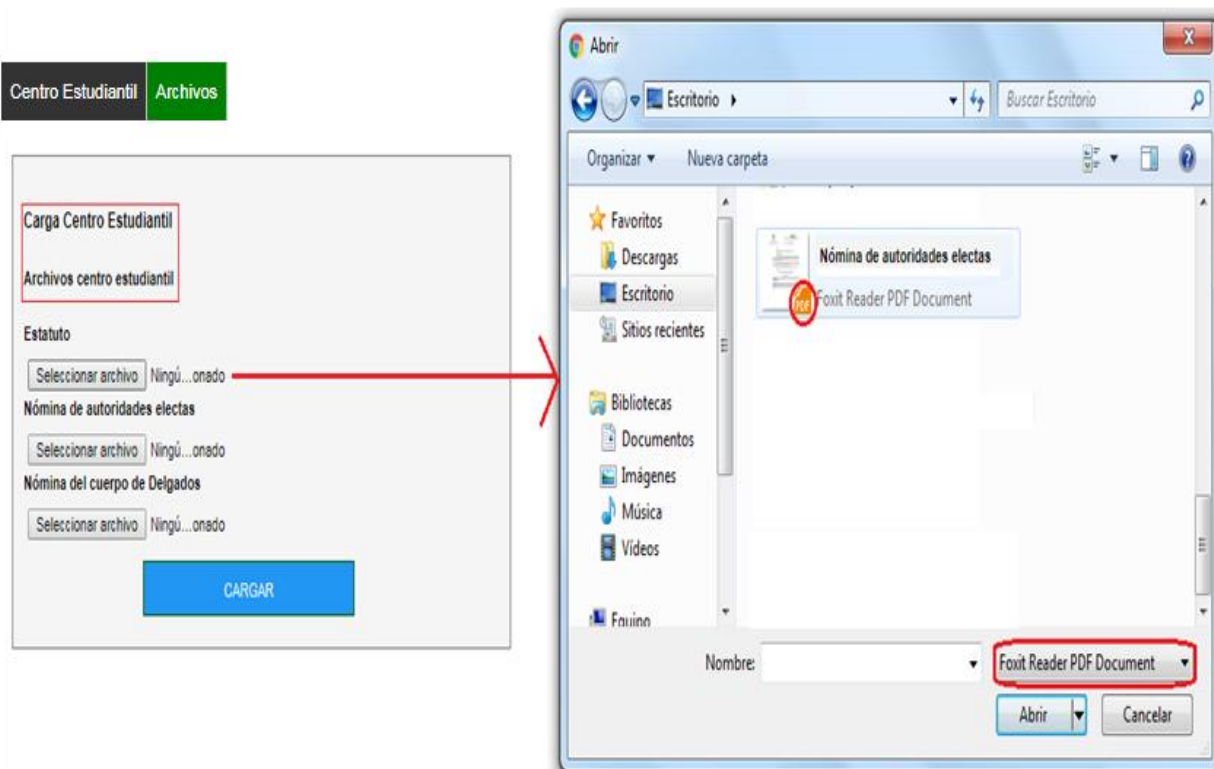 Centro Estudiantil Archivos
Carga Centro Estudiantil
Archivos centro estudiantil
Estatuto
Seleccionar archivo Ningú...onado
Nómina de autoridades electas
Seleccionar archivo Ningú...onado
Nómina del cuerpo de Delgados
Seleccionar archivo Ningú...onado
CARGAR
Abrir
Escritorio
Buscar Escritorio
Organizar Nueva carpeta
Favoritos
Descargas
Escritorio
Sitios recientes
Bibliotecas
Documentos
Imágenes
Música
Vídeos
Equipo
Nómina de autoridades electas
PDF Foxit Reader PDF Document
Nombre:
Foxit Reader PDF Document
Abrir Cancelar